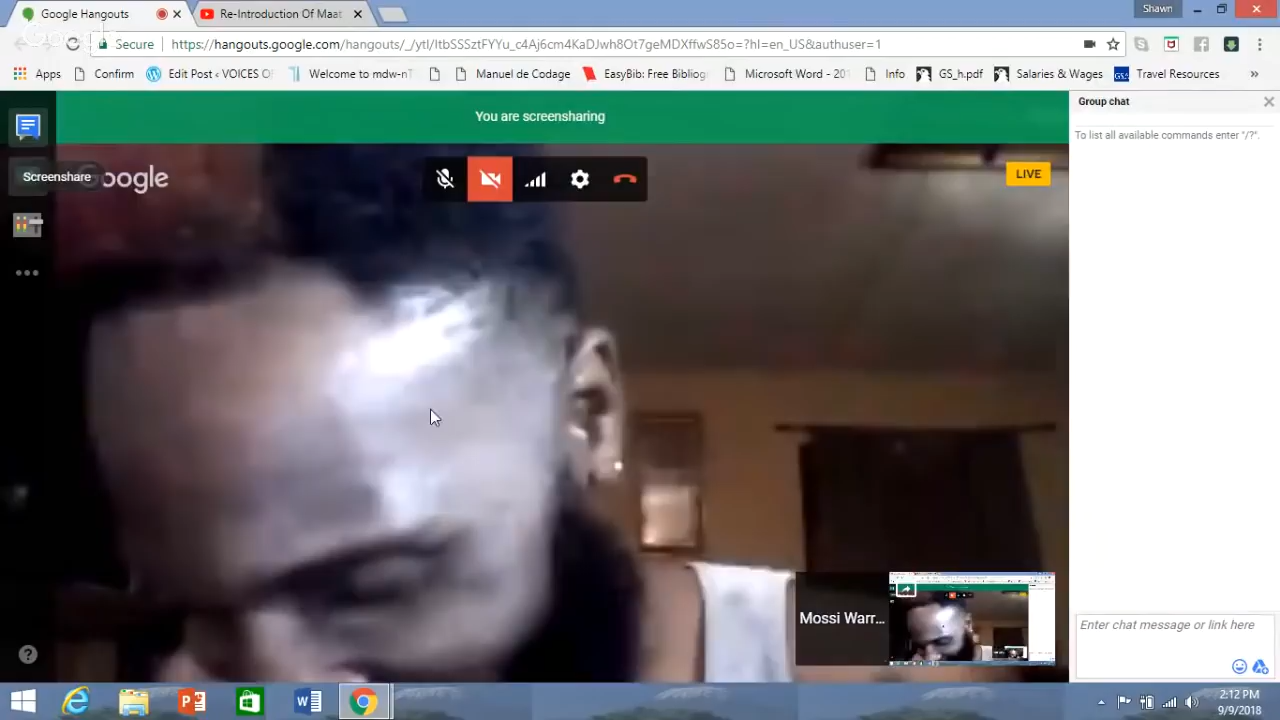 Google Hangouts
Re-Introduction Of Maat
Shawn
Secure
https://hangouts.google.com/hangouts/_/ytl/
=?hl=en_US&authuser=1
Apps
Confirm
Edit Post ‹ VOICES OF
Welcome to mdw-nT
Manuel de Codage
EasyBib: Free Bibliog
Microsoft Word - 201
Info
GS_h.pdf
Salaries & Wages
Travel Resources
»
You are screensharing
Group chat
To list all available commands enter "/?".
Screenshare
Google
LIVE
Mossi Warr...
Enter chat message or link here
2:12 PM
9/9/2018